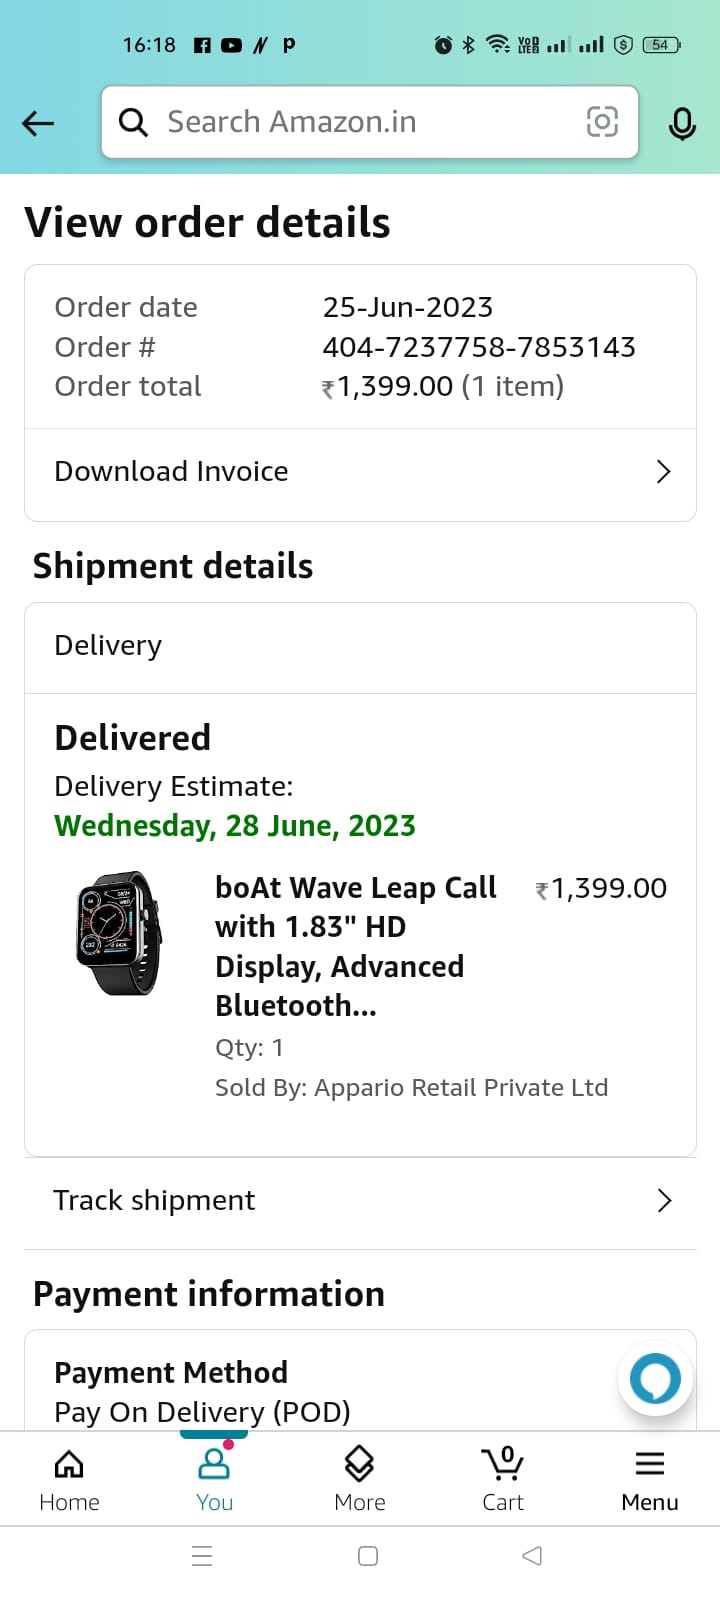 16:18
VoD LTE2
54
Search Amazon.in
View order details
Order date 25-Jun-2023
Order # 404-7237758-7853143
Order total ₹1,399.00 (1 item)
Download Invoice
Shipment details
Delivery
Delivered
Delivery Estimate:
Wednesday, 28 June, 2023
boAt Wave Leap Call ₹1,399.00
with 1.83" HD
Display, Advanced
Bluetooth...
Qty: 1
Sold By: Appario Retail Private Ltd
Track shipment
Payment information
Payment Method
Pay On Delivery (POD)
0
Home You More Cart Menu